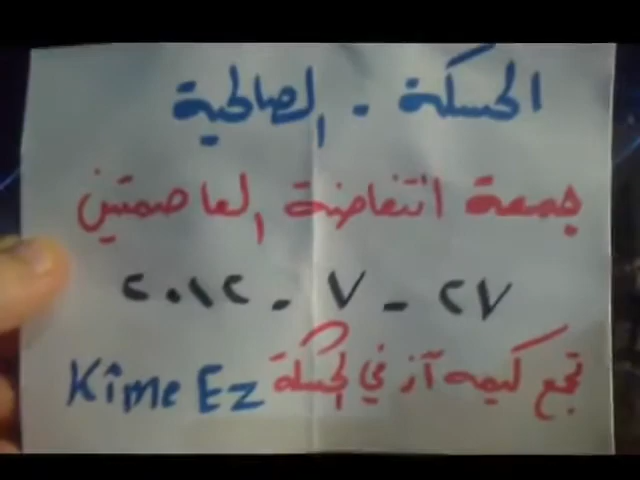 الحسكة - الصالحية
جمعة انتفاضة العاصمتين
٢٧ - ٧ - ٢٠١٢
تجمع كيمه آز في الحسكة Kîme Ez